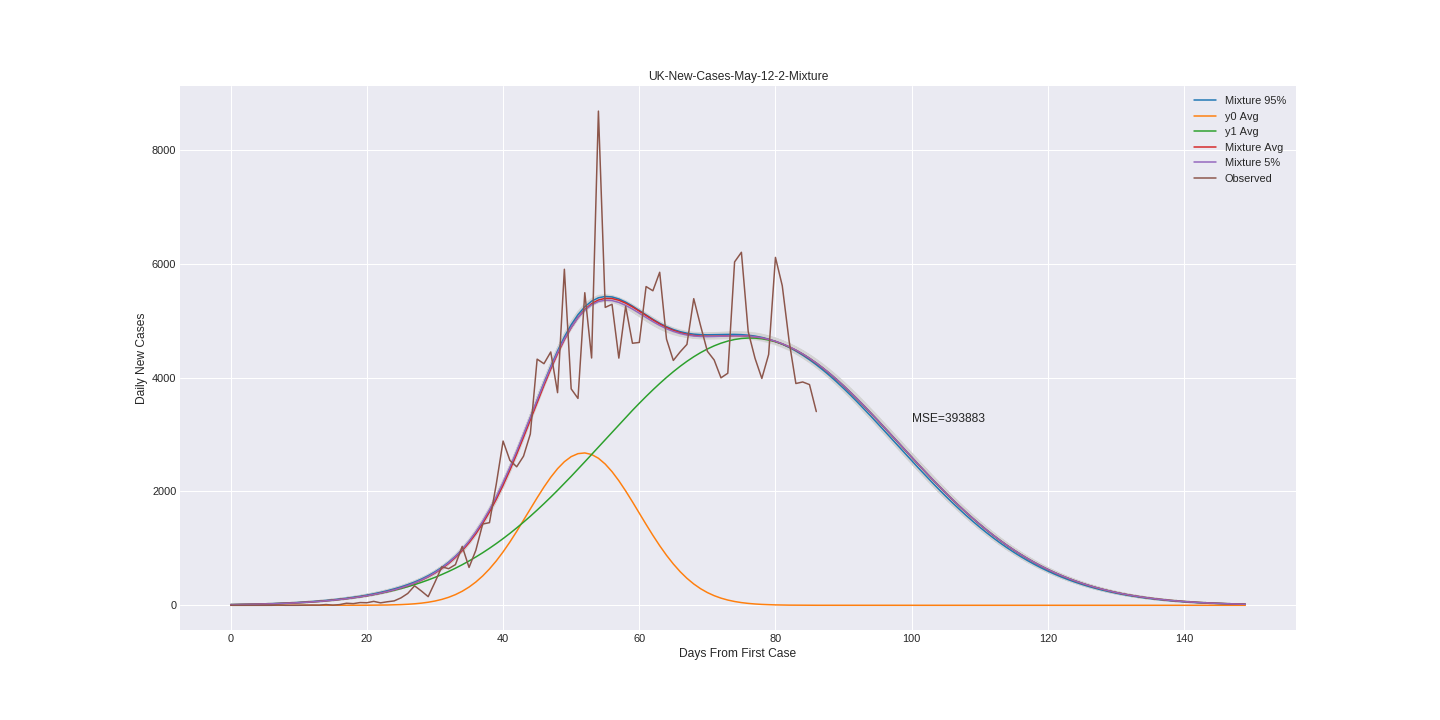 UK-New-Cases-May-12-2-Mixture
Mixture 95%
y0 Avg
y1 Avg
Mixture Avg
Mixture 5%
Observed
Daily New Cases
8000
6000
4000
2000
0
MSE=393883
0 20 40 60 80 100 120 140
Days From First Case